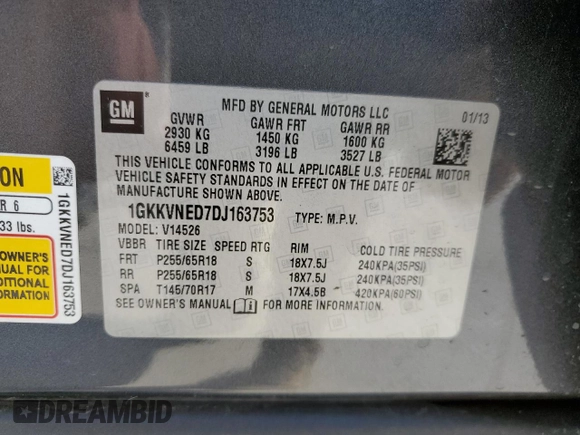 GM
MFD BY GENERAL MOTORS LLC
01/13
GVWR GAWR FRT GAWR RR
2930 KG 1450 KG 1600 KG
6459 LB 3196 LB 3527 LB
THIS VEHICLE CONFORMS TO ALL APPLICABLE U.S. FEDERAL MOTOR
VEHICLE SAFETY STANDARDS IN EFFECT ON THE DATE OF
MANUFACTURE SHOWN ABOVE.
1GKKVNED7DJ163753 TYPE: M.P.V.
MODEL: V14526
VBBR TIRE SIZE SPEED RTG RIM COLD TIRE PRESSURE
FRT P255/65R18 S 18X7.5J 240KPA(35PSI)
RR P255/65R18 S 18X7.5J 240KPA(35PSI)
SPA T145/70R17 M 17X4.5B 420KPA(60PSI)
SEE OWNER'S MANUAL FOR MORE INFORMATION.
ION
R 6
33 lbs.
OWNER'S
NUAL FOR
DITIONAL
ORMATION
1GKKVNED7DJ163753
DREAMBID